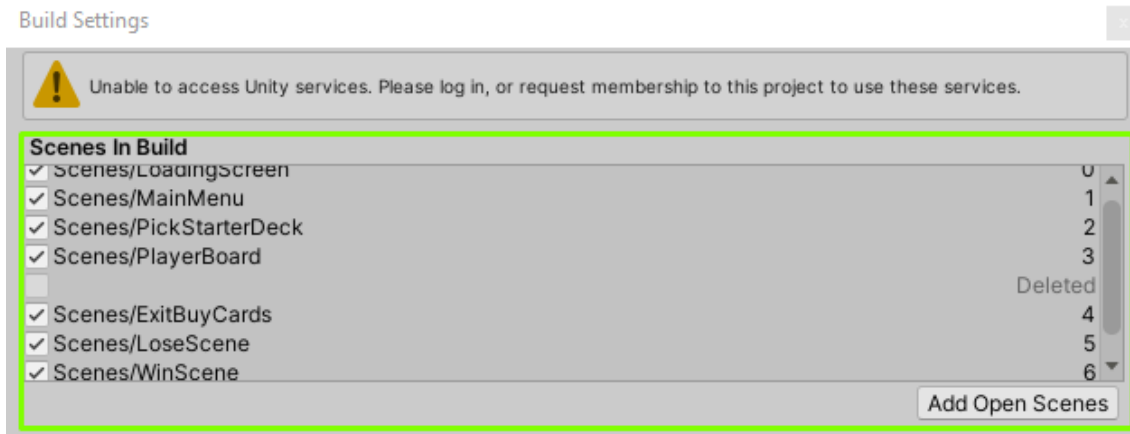 Build Settings
Unable to access Unity services. Please log in, or request membership to this project to use these services.
Scenes In Build
Scenes/LoadingScreen 0
Scenes/MainMenu 1
Scenes/PickStarterDeck 2
Scenes/PlayerBoard 3
Deleted
Scenes/ExitBuyCards 4
Scenes/LoseScene 5
Scenes/WinScene 6
Add Open Scenes